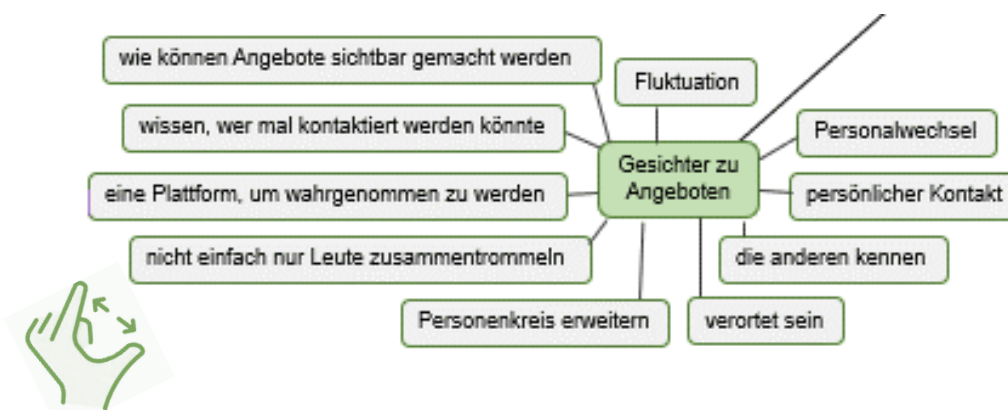 wie können Angebote sichtbar gemacht werden
Fluktuation
wissen, wer mal kontaktiert werden könnte
Personalwechsel
Gesichter zu
Angeboten
eine Plattform, um wahrgenommen zu werden
persönlicher Kontakt
nicht einfach nur Leute zusammentrommeln
die anderen kennen
Personenkreis erweitern
verortet sein